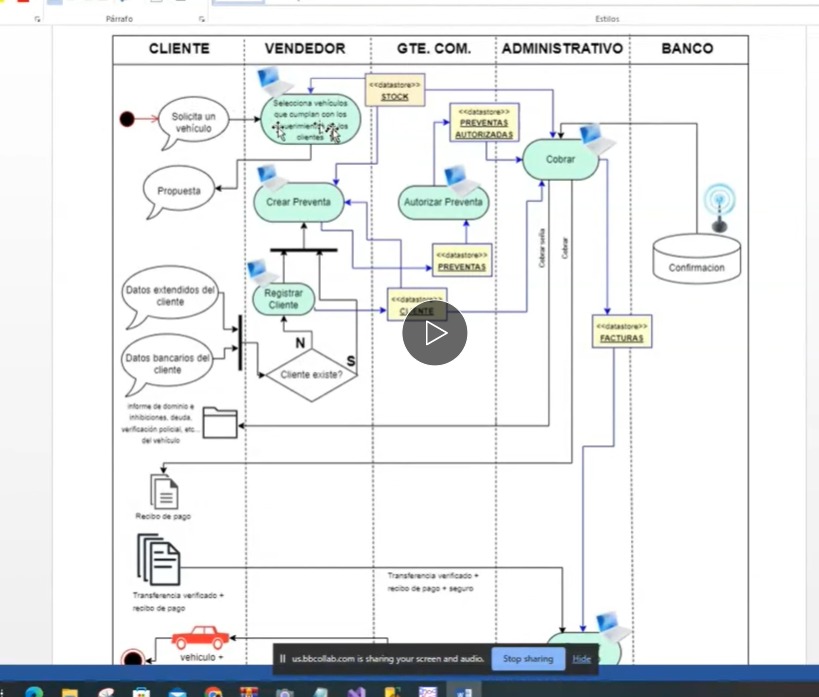 Párrafo
Estilos
CLIENTE
VENDEDOR
GTE. COM.
ADMINISTRATIVO
BANCO
<<datastore>>
STOCK
Solicita un
vehículo
Selecciona vehículos
que cumplan con los
de los
clientes
<<datastore>>
PREVENTAS
AUTORIZADAS
Cobrar
Propuesta
Crear Preventa
Autorizar Preventa
Cobrar seña
Cobrar
<<datastore>>
PREVENTAS
Confirmacion
Datos extendidos del
cliente
Registrar
Cliente
<<datastore>>
CLIENTE
<<datastore>>
FACTURAS
Datos bancarios del
cliente
N
S
Cliente existe?
Informe de dominio e
inhibiciones, deuda,
verificación policial, etc...
del vehículo
Recibo de pago
Transferencia verificado +
recibo de pago + seguro
Transferencia verificado +
recibo de pago
vehiculo +
us.bbcollab.com is sharing your screen and audio.
Stop sharing
Hide